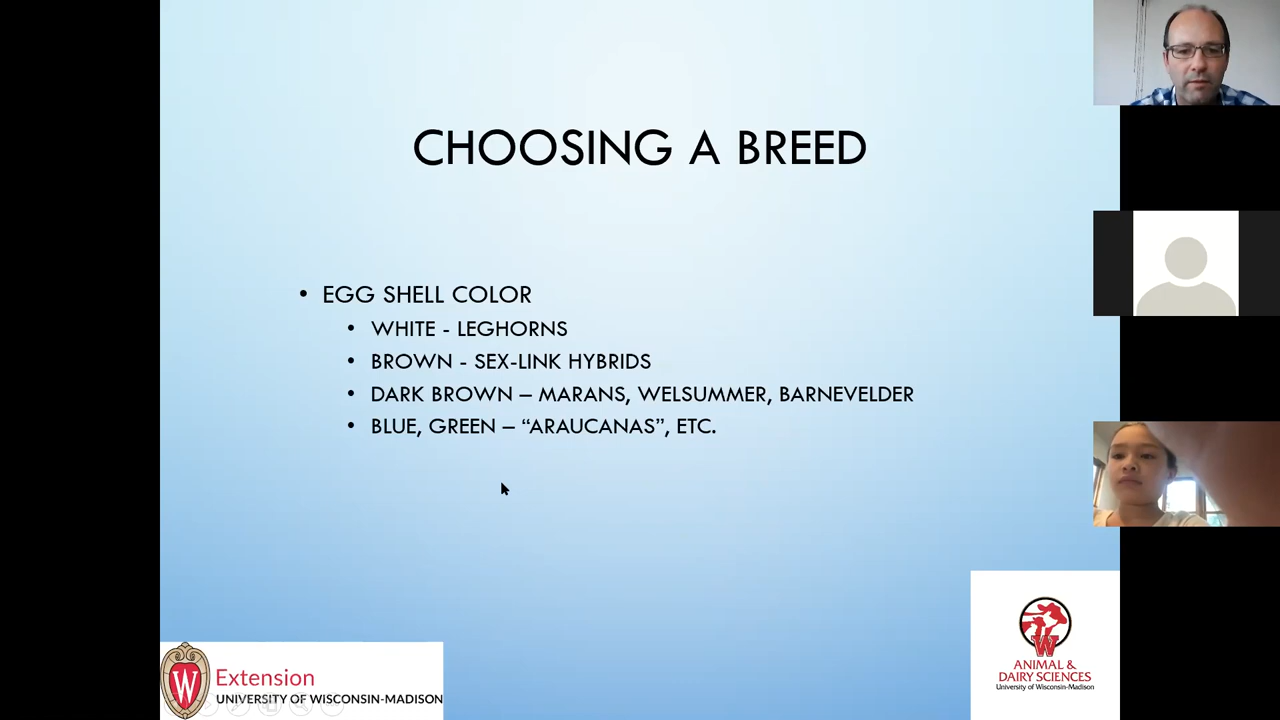 CHOOSING A BREED
• EGG SHELL COLOR
• WHITE - LEGHORNS
• BROWN - SEX-LINK HYBRIDS
• DARK BROWN – MARANS, WELSUMMER, BARNEVELDER
• BLUE, GREEN – “ARAUCANAS”, ETC.
W
Extension
UNIVERSITY OF WISCONSIN-MADISON
W
ANIMAL &
DAIRY SCIENCES
University of Wisconsin-Madison